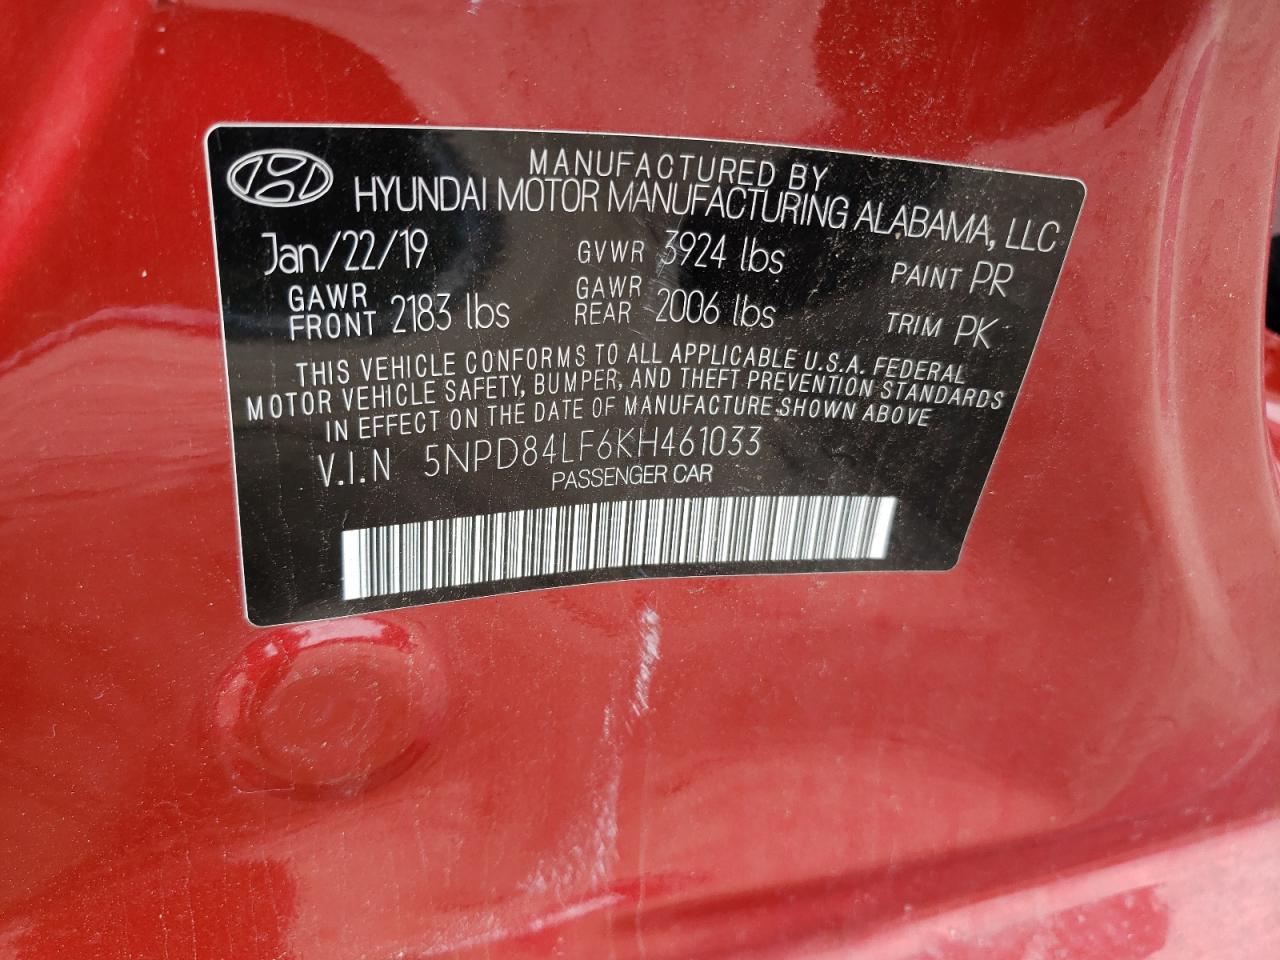 MANUFACTURED BY
HYUNDAI MOTOR MANUFACTURING ALABAMA, LLC
Jan/22/19 GVWR 3924 lbs PAINT PR
GAWR FRONT 2183 lbs GAWR REAR 2006 lbs TRIM PK
THIS VEHICLE CONFORMS TO ALL APPLICABLE U.S.A. FEDERAL
MOTOR VEHICLE SAFETY, BUMPER, AND THEFT PREVENTION STANDARDS
IN EFFECT ON THE DATE OF MANUFACTURE SHOWN ABOVE
V.I.N 5NPD84LF6KH461033
PASSENGER CAR